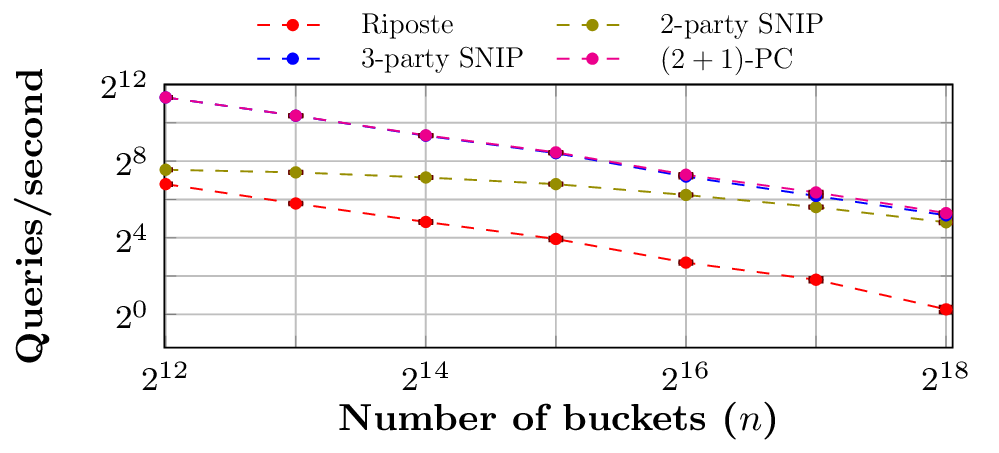 Riposte
2-party SNIP
3-party SNIP
(2 + 1)-PC
Queries/second
2^12
2^8
2^4
2^0
2^12
2^14
2^16
2^18
Number of buckets (n)